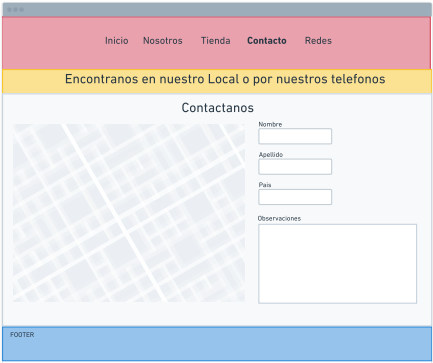 Inicio Nosotros Tienda Contacto Redes
Encontranos en nuestro Local o por nuestros telefonos
Contactanos
Nombre
Apellido
Pais
Observaciones
FOOTER